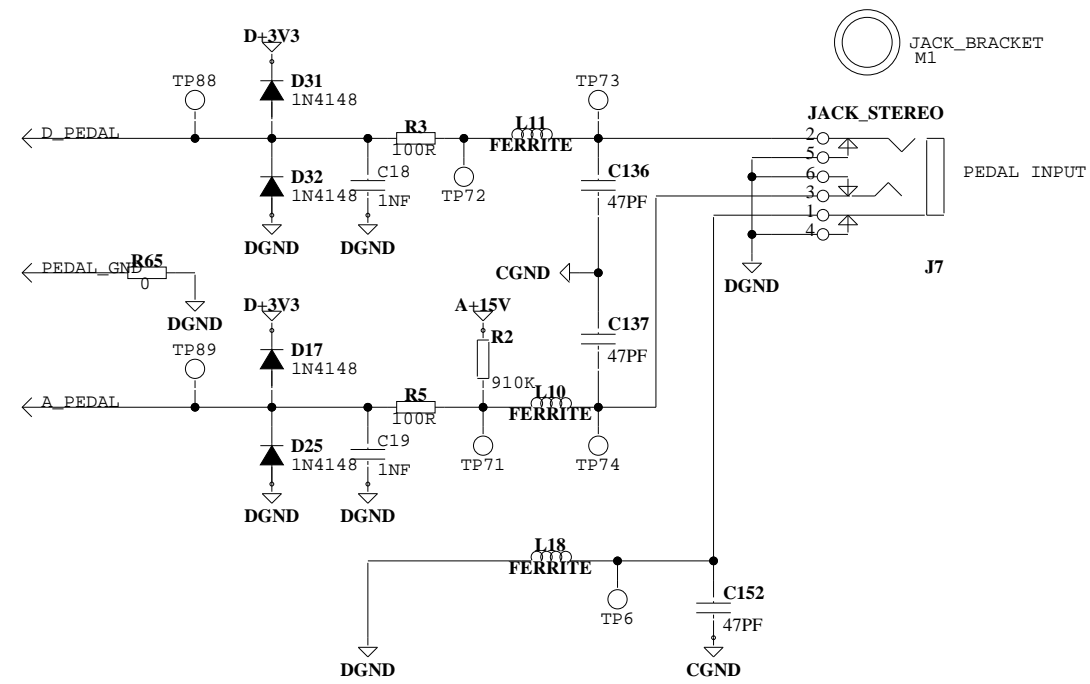 D+3V3
JACK_BRACKET
M1
TP88
D31
1N4148
TP73
JACK_STEREO
D_PEDAL
R3
100R
L11
FERRITE
2
5
6
3
1
4
PEDAL INPUT
D32
1N4148
C18
1NF
TP72
C136
47PF
DGND
DGND
CGND
DGND
J7
PEDAL_GND
R65
0
DGND
D+3V3
A+15V
TP89
D17
1N4148
R2
910K
C137
47PF
A_PEDAL
R5
100R
L10
FERRITE
D25
1N4148
C19
1NF
TP71
TP74
DGND
DGND
L18
FERRITE
TP6
C152
47PF
DGND
CGND